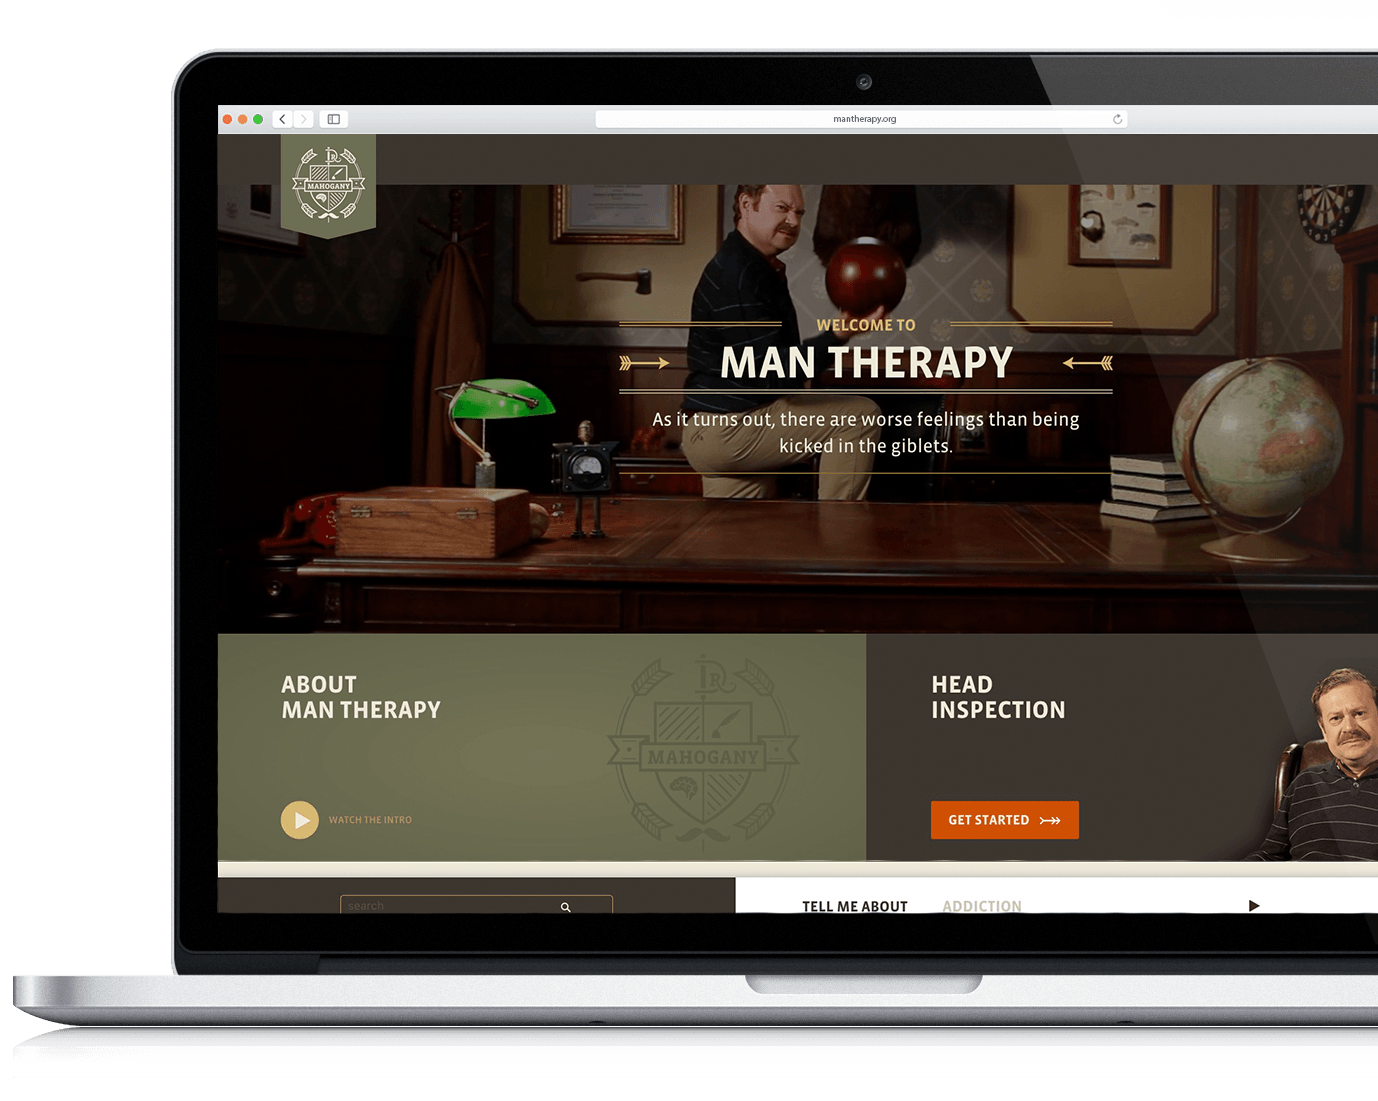 mantherapy.org
DR
MAHOGANY
WELCOME TO
MAN THERAPY
As it turns out, there are worse feelings than being
kicked in the giblets.
ABOUT
MAN THERAPY
DR
MAHOGANY
WATCH THE INTRO
HEAD
INSPECTION
GET STARTED
search
TELL ME ABOUT ADDICTION